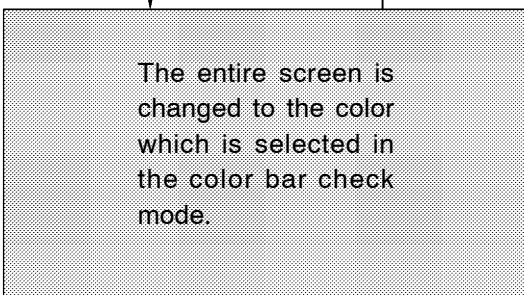 The entire screen is
changed to the color
which is selected in
the color bar check
mode.